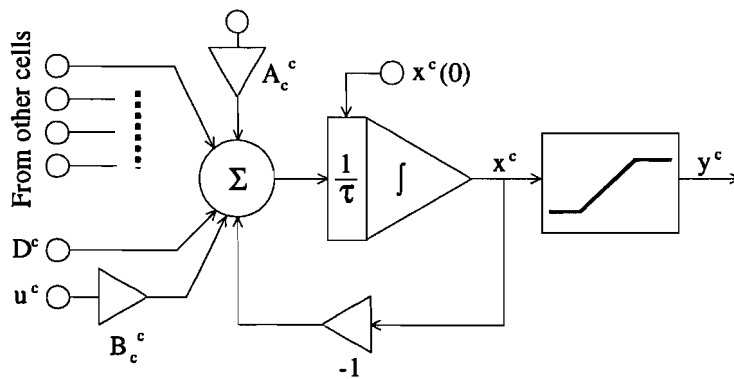 From other cells
A_c^c
x^c(0)
Σ
1/τ
∫
x^c
y^c
D^c
u^c
B_c^c
-1